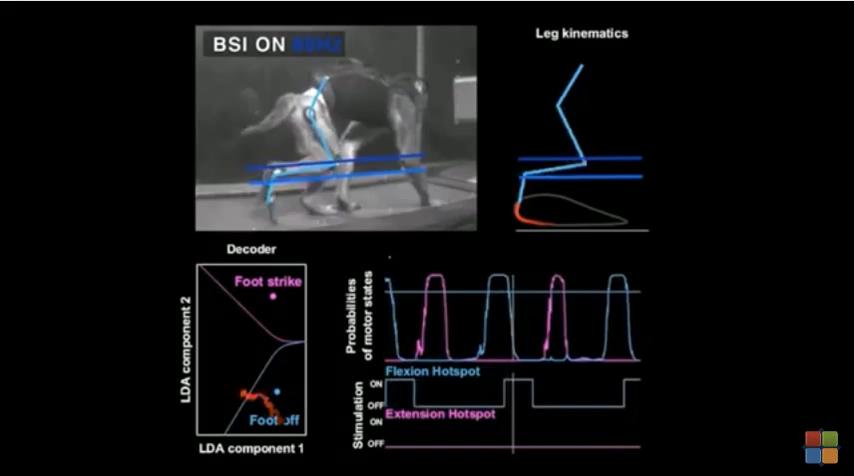 BSI ON 80Hz
Leg kinematics
Decoder
Foot strike
Foot off
LDA component 2
LDA component 1
Probabilities
of motor states
Flexion Hotspot
ON
OFF
Extension Hotspot
ON
OFF
Stimulation